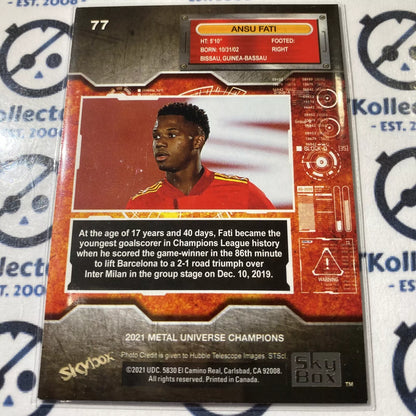 77
ANSU FATI
HT: 5'10"
FOOTED:
BORN: 10/31/02
RIGHT
BISSAU, GUINEA-BASSAU
At the age of 17 years and 40 days, Fati became the
youngest goalscorer in Champions League history
when he scored the game-winner in the 86th minute
to lift Barcelona to a 2-1 road triumph over
Inter Milan in the group stage on Dec. 10, 2019.
2021 METAL UNIVERSE CHAMPIONS
Photo Credit is given to Hubble Telescope Images, STScI.
skybox
©2021 UDC. 5830 El Camino Real, Carlsbad, CA 92008.
All rights reserved. Printed in Canada.
Sky
Box
TM
Kollector
- EST. 2008 -